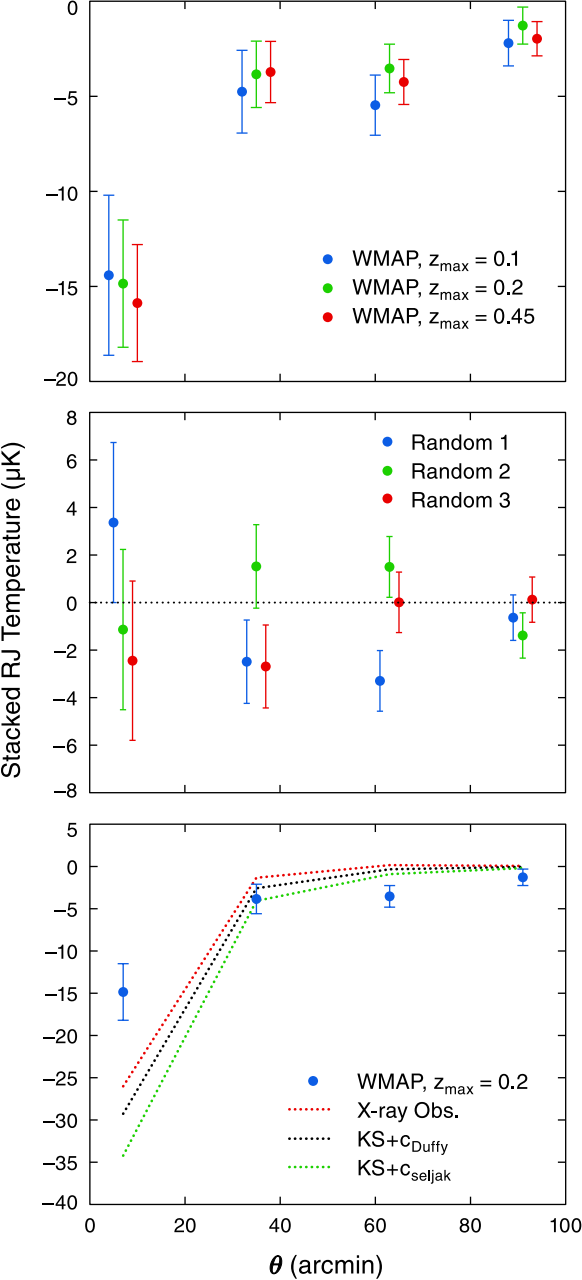 0
−5
−10
−15
−20
WMAP, z_max = 0.1
WMAP, z_max = 0.2
WMAP, z_max = 0.45
Stacked RJ Temperature (μK)
8
6
4
2
0
−2
−4
−6
−8
Random 1
Random 2
Random 3
5
0
−5
−10
−15
−20
−25
−30
−35
−40
WMAP, z_max = 0.2
X-ray Obs.
KS+c_Duffy
KS+c_seljak
0 20 40 60 80 100
θ (arcmin)